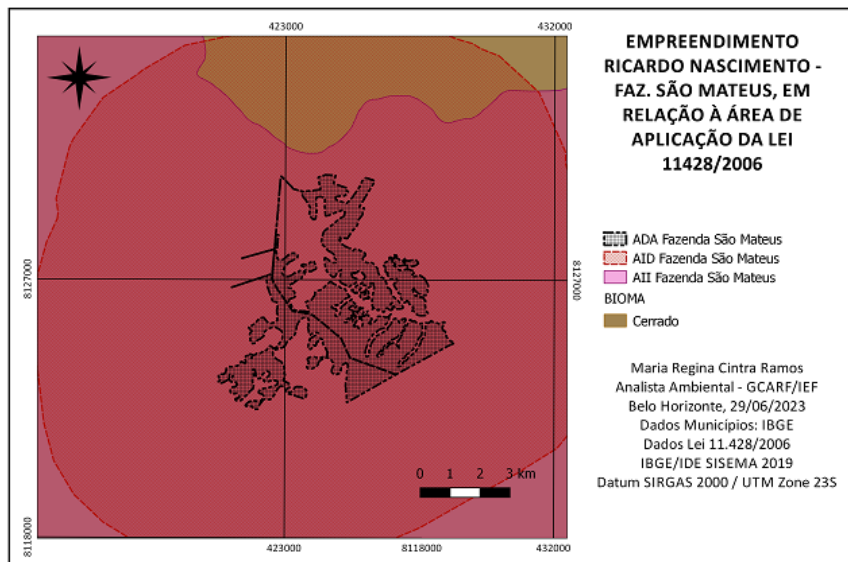 423000
432000
8127000
8127000
8118000
0 1 2 3 km
423000
8118000
432000
EMPREENDIMENTO
RICARDO NASCIMENTO -
FAZ. SÃO MATEUS, EM
RELAÇÃO À ÁREA DE
APLICAÇÃO DA LEI
11428/2006
ADA Fazenda São Mateus
AID Fazenda São Mateus
AII Fazenda São Mateus
BIOMA
Cerrado
Maria Regina Cintra Ramos
Analista Ambiental - GCARF/IEF
Belo Horizonte, 29/06/2023
Dados Municípios: IBGE
Dados Lei 11.428/2006
IBGE/IDE SISEMA 2019
Datum SIRGAS 2000 / UTM Zone 23S